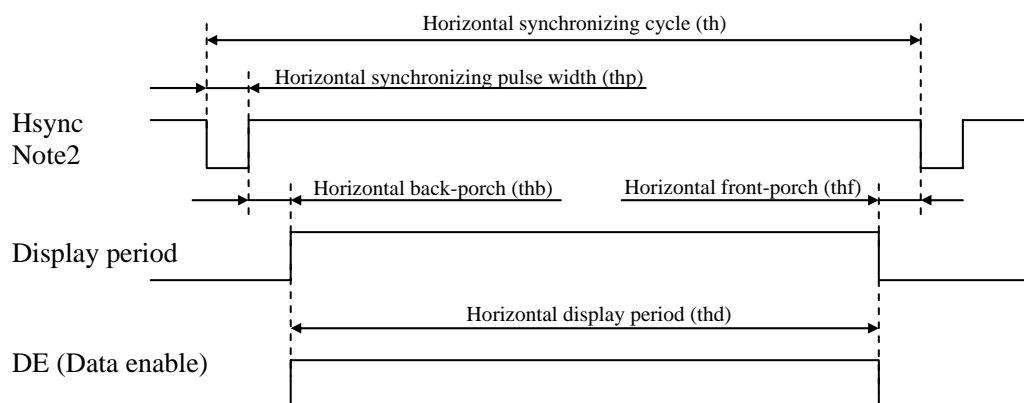 Horizontal synchronizing cycle (th)
Horizontal synchronizing pulse width (thp)
Hsync
Note2
Horizontal back-porch (thb)
Horizontal front-porch (thf)
Display period
Horizontal display period (thd)
DE (Data enable)